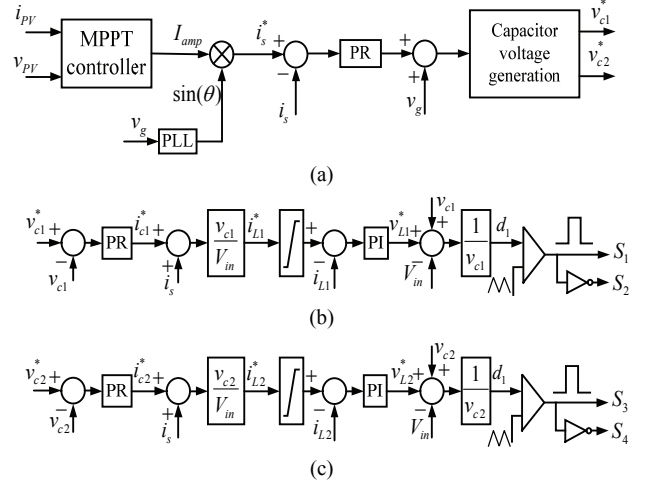 i_PV
v_PV
MPPT
controller
I_amp
i_s^*
+
−
i_s
sin(θ)
v_g
PLL
PR
+
+
v_g
Capacitor
voltage
generation
v_c1^*
v_c2^*
(a)
v_c1^* +
−
v_c1
PR
i_c1^* +
+
i_s
v_c1
V_in
i_L1^*
+
−
i_L1
PI
v_L1^* +
v_c1
+
−
V_in
1
v_c1
d_1
S_1
S_2
(b)
v_c2^* +
−
v_c2
PR
i_c2^* +
+
i_s
v_c2
V_in
i_L2^*
+
−
i_L2
PI
v_L2^* +
v_c2
+
−
V_in
1
v_c2
d_1
S_3
S_4
(c)